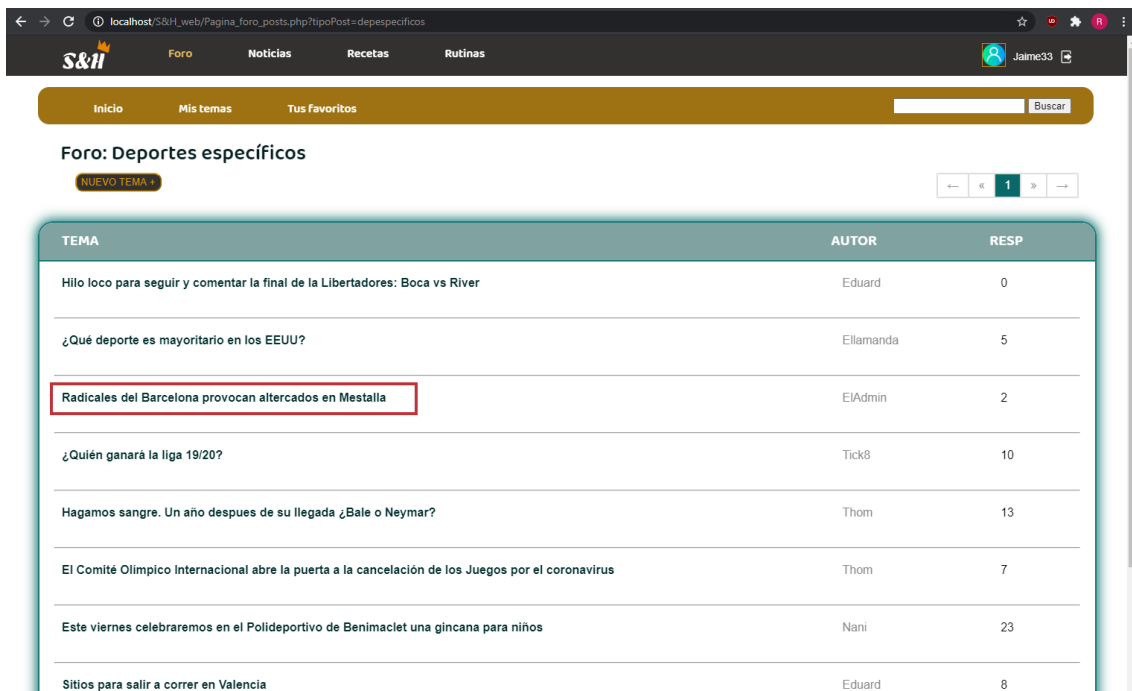 localhost/S&H_web/Pagina_foro_posts.php?tipoPost=depespecificos
R
S&H Foro Noticias Recetas Rutinas Jaime33
Inicio Mis temas Tus favoritos Buscar
Foro: Deportes específicos
NUEVO TEMA +
← « 1 » →
TEMA AUTOR RESP
Hilo loco para seguir y comentar la final de la Libertadores: Boca vs River Eduard 0
¿Qué deporte es mayoritario en los EEUU? Ellamanda 5
Radicales del Barcelona provocan altercados en Mestalla ElAdmin 2
¿Quién ganará la liga 19/20? Tick8 10
Hagamos sangre. Un año despues de su llegada ¿Bale o Neymar? Thom 13
El Comité Olimpico Internacional abre la puerta a la cancelación de los Juegos por el coronavirus Thom 7
Este viernes celebraremos en el Polideportivo de Benimaclet una gincana para niños Nani 23
Sitios para salir a correr en Valencia Eduard 8